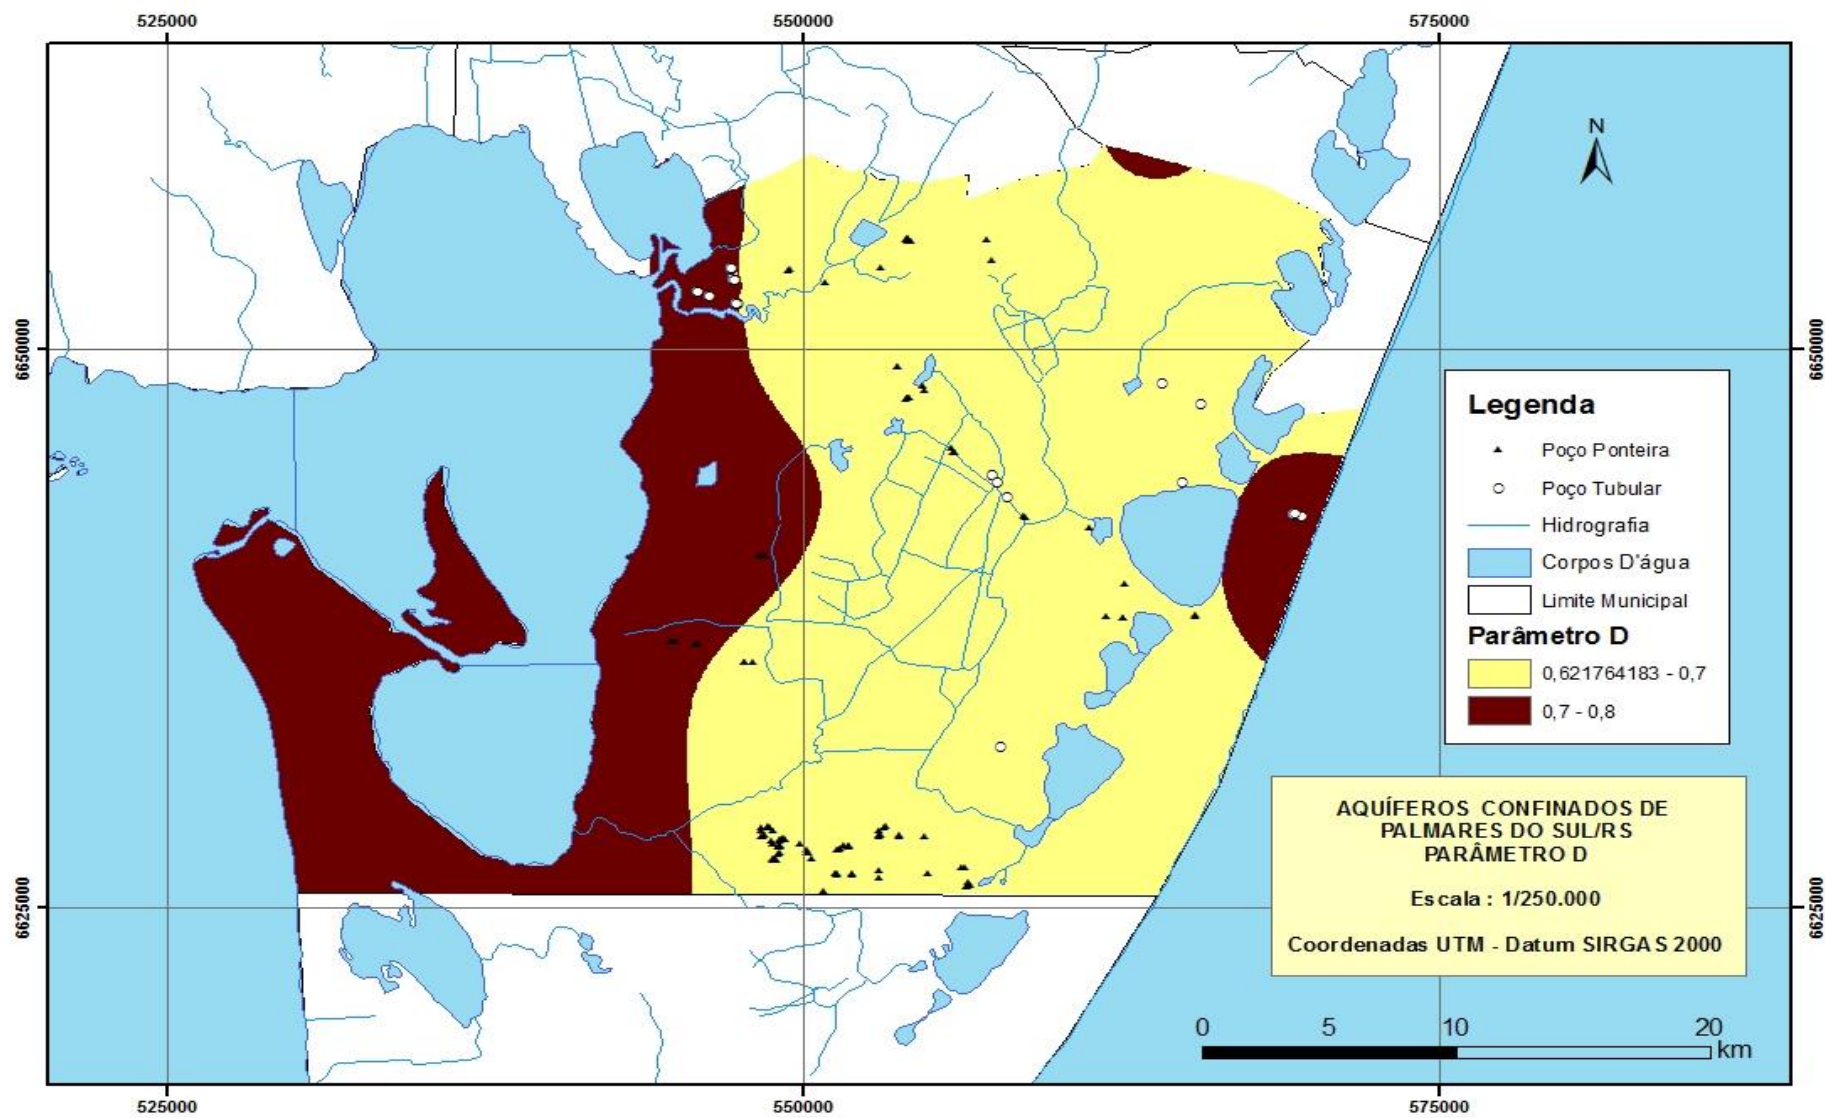 525000
550000
575000
N
6650000
6650000
Legenda
Poço Ponteira
Poço Tubular
Hidrografia
Corpos D'água
Limite Municipal
Parâmetro D
0,621764183 - 0,7
0,7 - 0,8
AQUÍFEROS CONFINADOS DE
PALMARES DO SUL/RS
PARÂMETRO D
Escala : 1/250.000
Coordenadas UTM - Datum SIRGAS 2000
6625000
6625000
0 5 10 20
km
525000
550000
575000